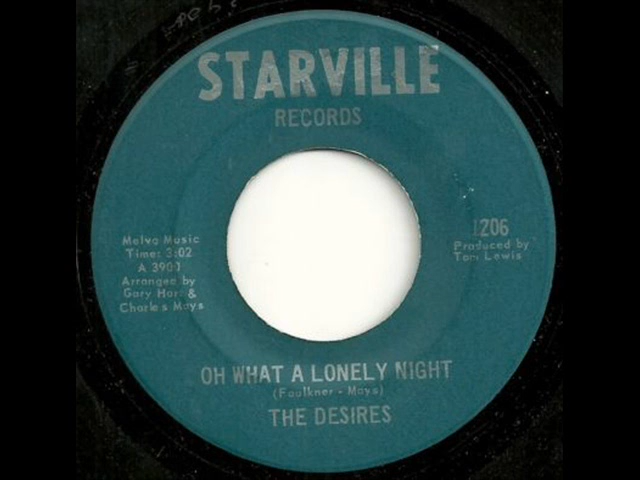 STARVILLE
RECORDS
Melva Music
Time: 3:02
A 3901
Arranged by
Gary Hart &
Charles Mays
1206
Produced by
Tom Lewis
OH WHAT A LONELY NIGHT
(Faulkner - Mays)
THE DESIRES